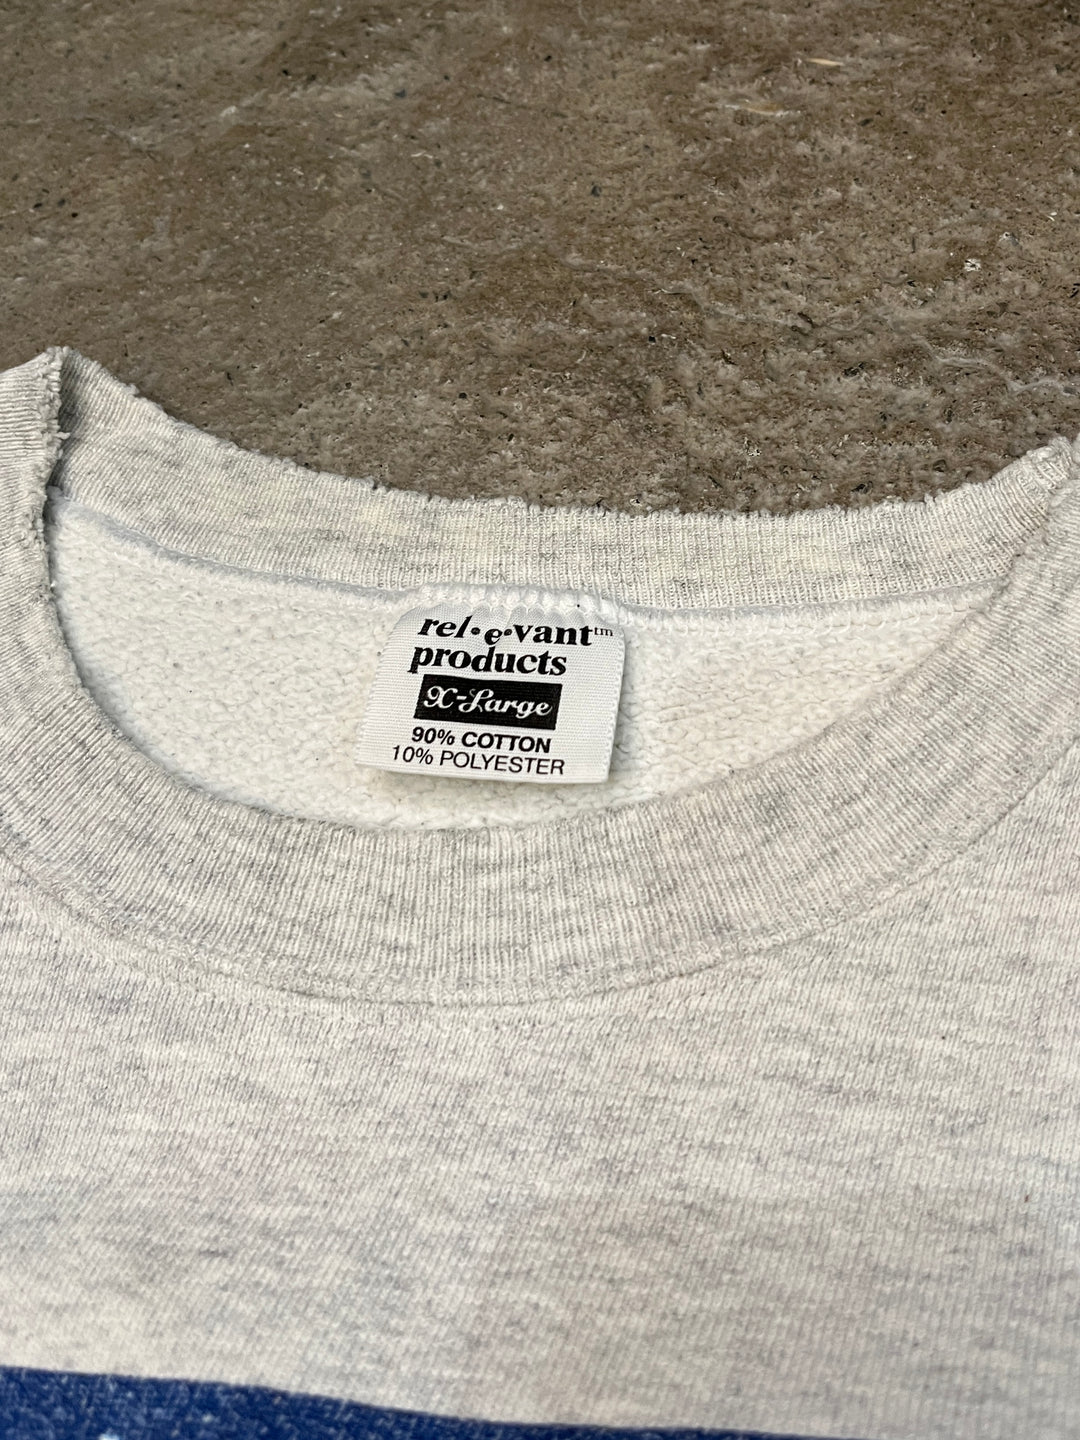 rel·e·vant™
products
X-Large
90% COTTON
10% POLYESTER